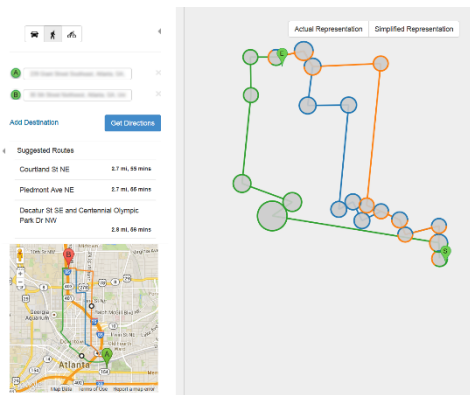 Actual Representation
Simplified Representation
A
B
Add Destination
Get Directions
Suggested Routes
Courtland St NE
2.7 mi, 55 mins
Piedmont Ave NE
2.7 mi, 56 mins
Decatur St SE and Centennial Olympic
Park Dr NW
2.8 mi, 56 mins
L
S
B
Georgia
Aquarium
Atlanta
A
Map Data
Terms of Use
Report a map error